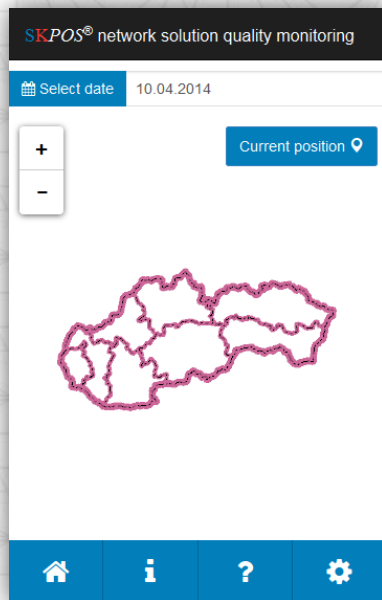 SKPOS® network solution quality monitoring
Select date 10.04.2014
+
Current position
−
i
?